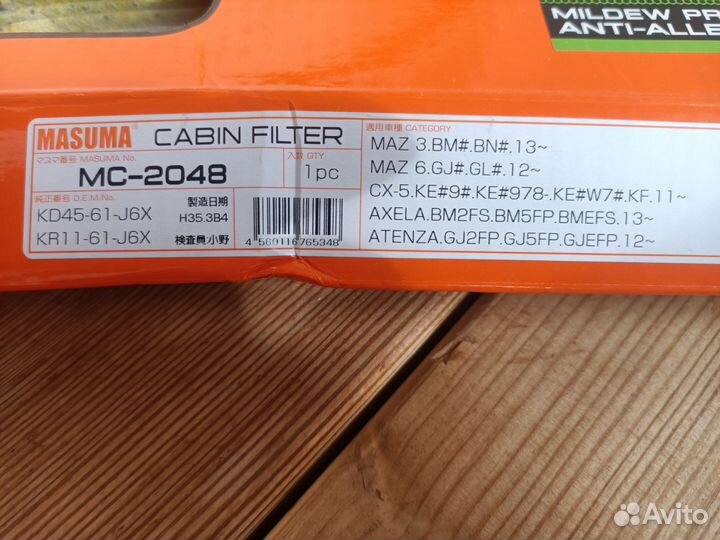 MILDEW PR
ANTI-ALLE
MASUMA® CABIN FILTER
マスマ番号 MASUMA No. 入数 QTY
MC-2048 1pc
純正番号 O.E.M.No. 製造日期
KD45-61-J6X H35.3B4
KR11-61-J6X 検査員:小野
4 560116765348
適用車種 CATEGORY
MAZ 3.BM#.BN#.13~
MAZ 6.GJ#.GL#.12~
CX-5.KE#9#.KE#978-.KE#W7#.KF.11~
AXELA.BM2FS.BM5FP.BMEFS.13~
ATENZA.GJ2FP.GJ5FP.GJEFP.12~
Avito